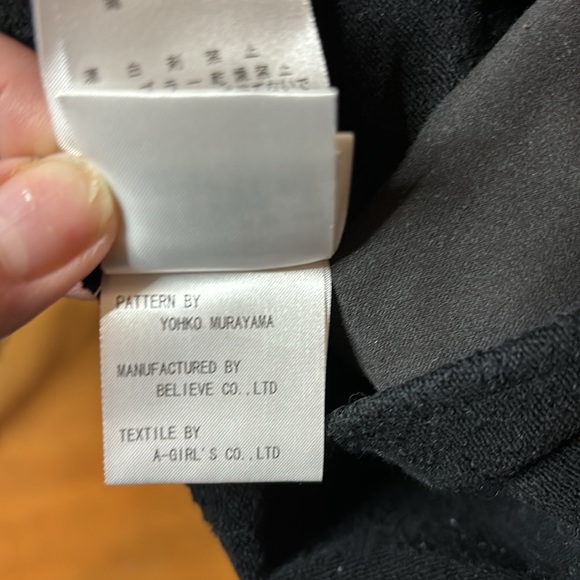 PATTERN BY
YOHKO MURAYAMA
MANUFACTURED BY
BELIEVE CO.,LTD
TEXTILE BY
A-GIRL'S CO.,LTD